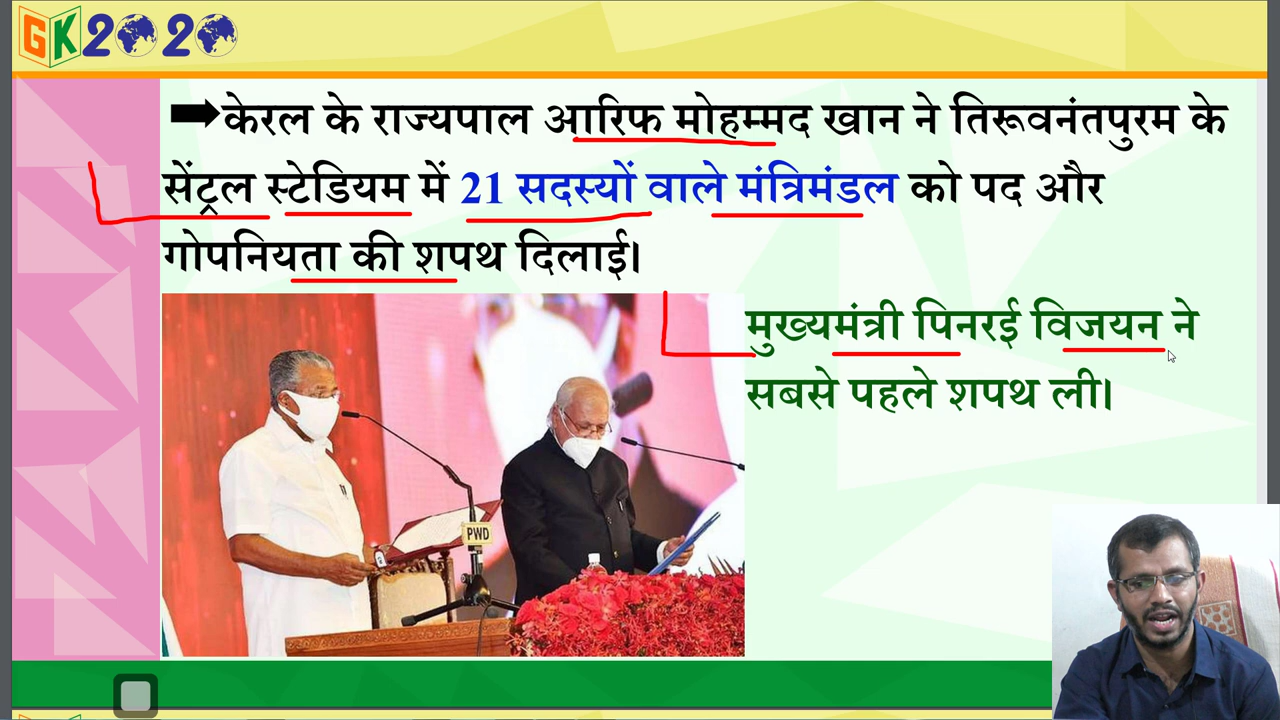 GK2020
➡केरल के राज्यपाल आरिफ मोहम्मद खान ने तिरूवनंतपुरम के
सेंट्रल स्टेडियम में 21 सदस्यों वाले मंत्रिमंडल को पद और
गोपनियता की शपथ दिलाई।
मुख्यमंत्री पिनरई विजयन ने
सबसे पहले शपथ ली।
PWD